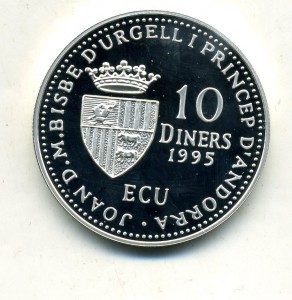 JOAN D.M. BISBE D'URGELL I PRINCEP D'ANDORRA ·
10
DINERS
1995
ECU